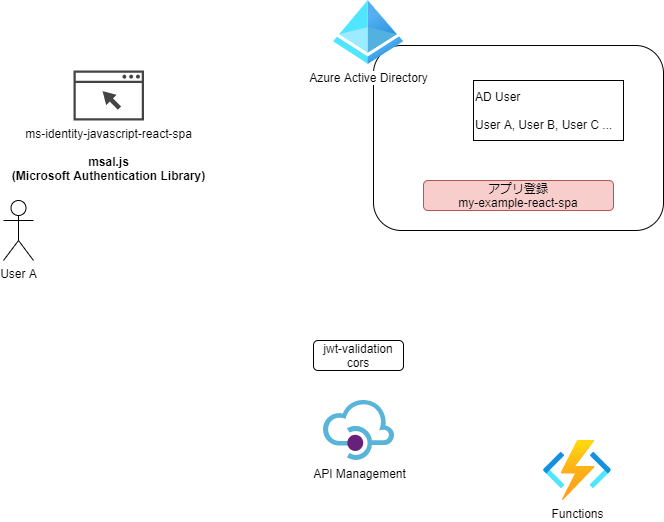 Azure Active Directory
AD User
User A, User B, User C ...
アプリ登録
my-example-react-spa
ms-identity-javascript-react-spa
msal.js
(Microsoft Authentication Library)
User A
jwt-validation
cors
API Management
Functions